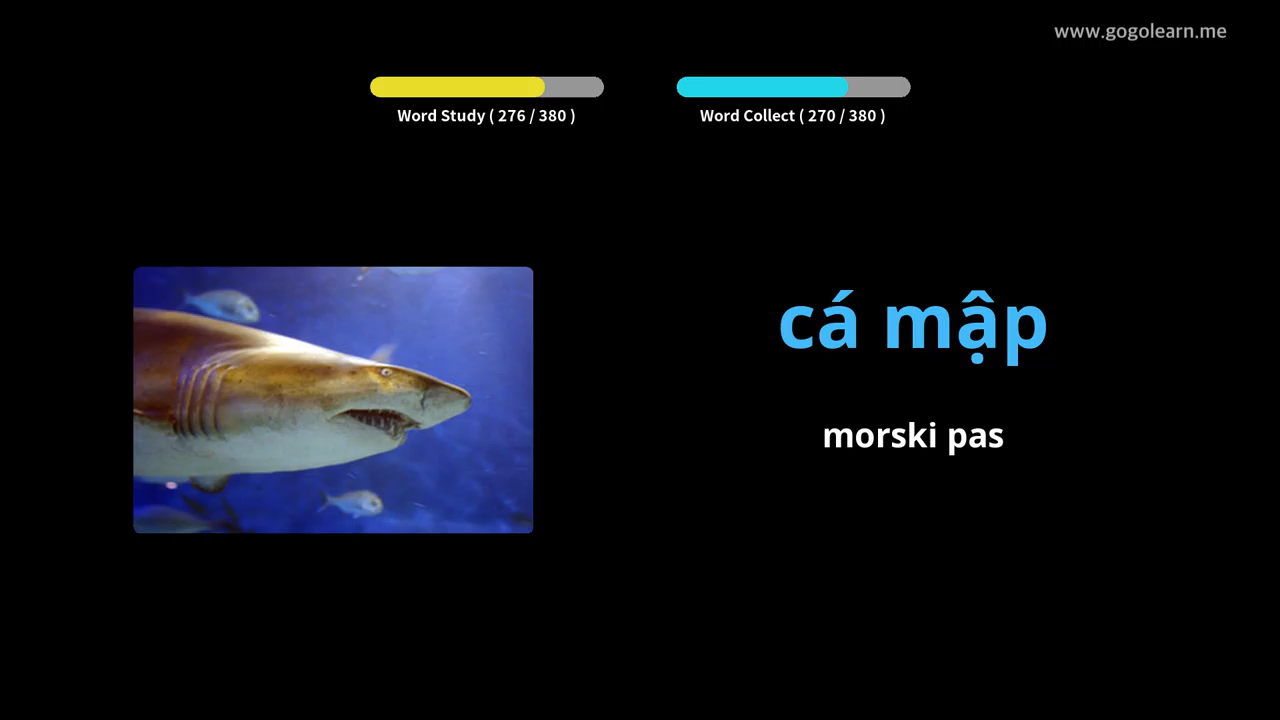 www.gogolearn.me
Word Study ( 276 / 380 )
Word Collect ( 270 / 380 )
cá mập
morski pas